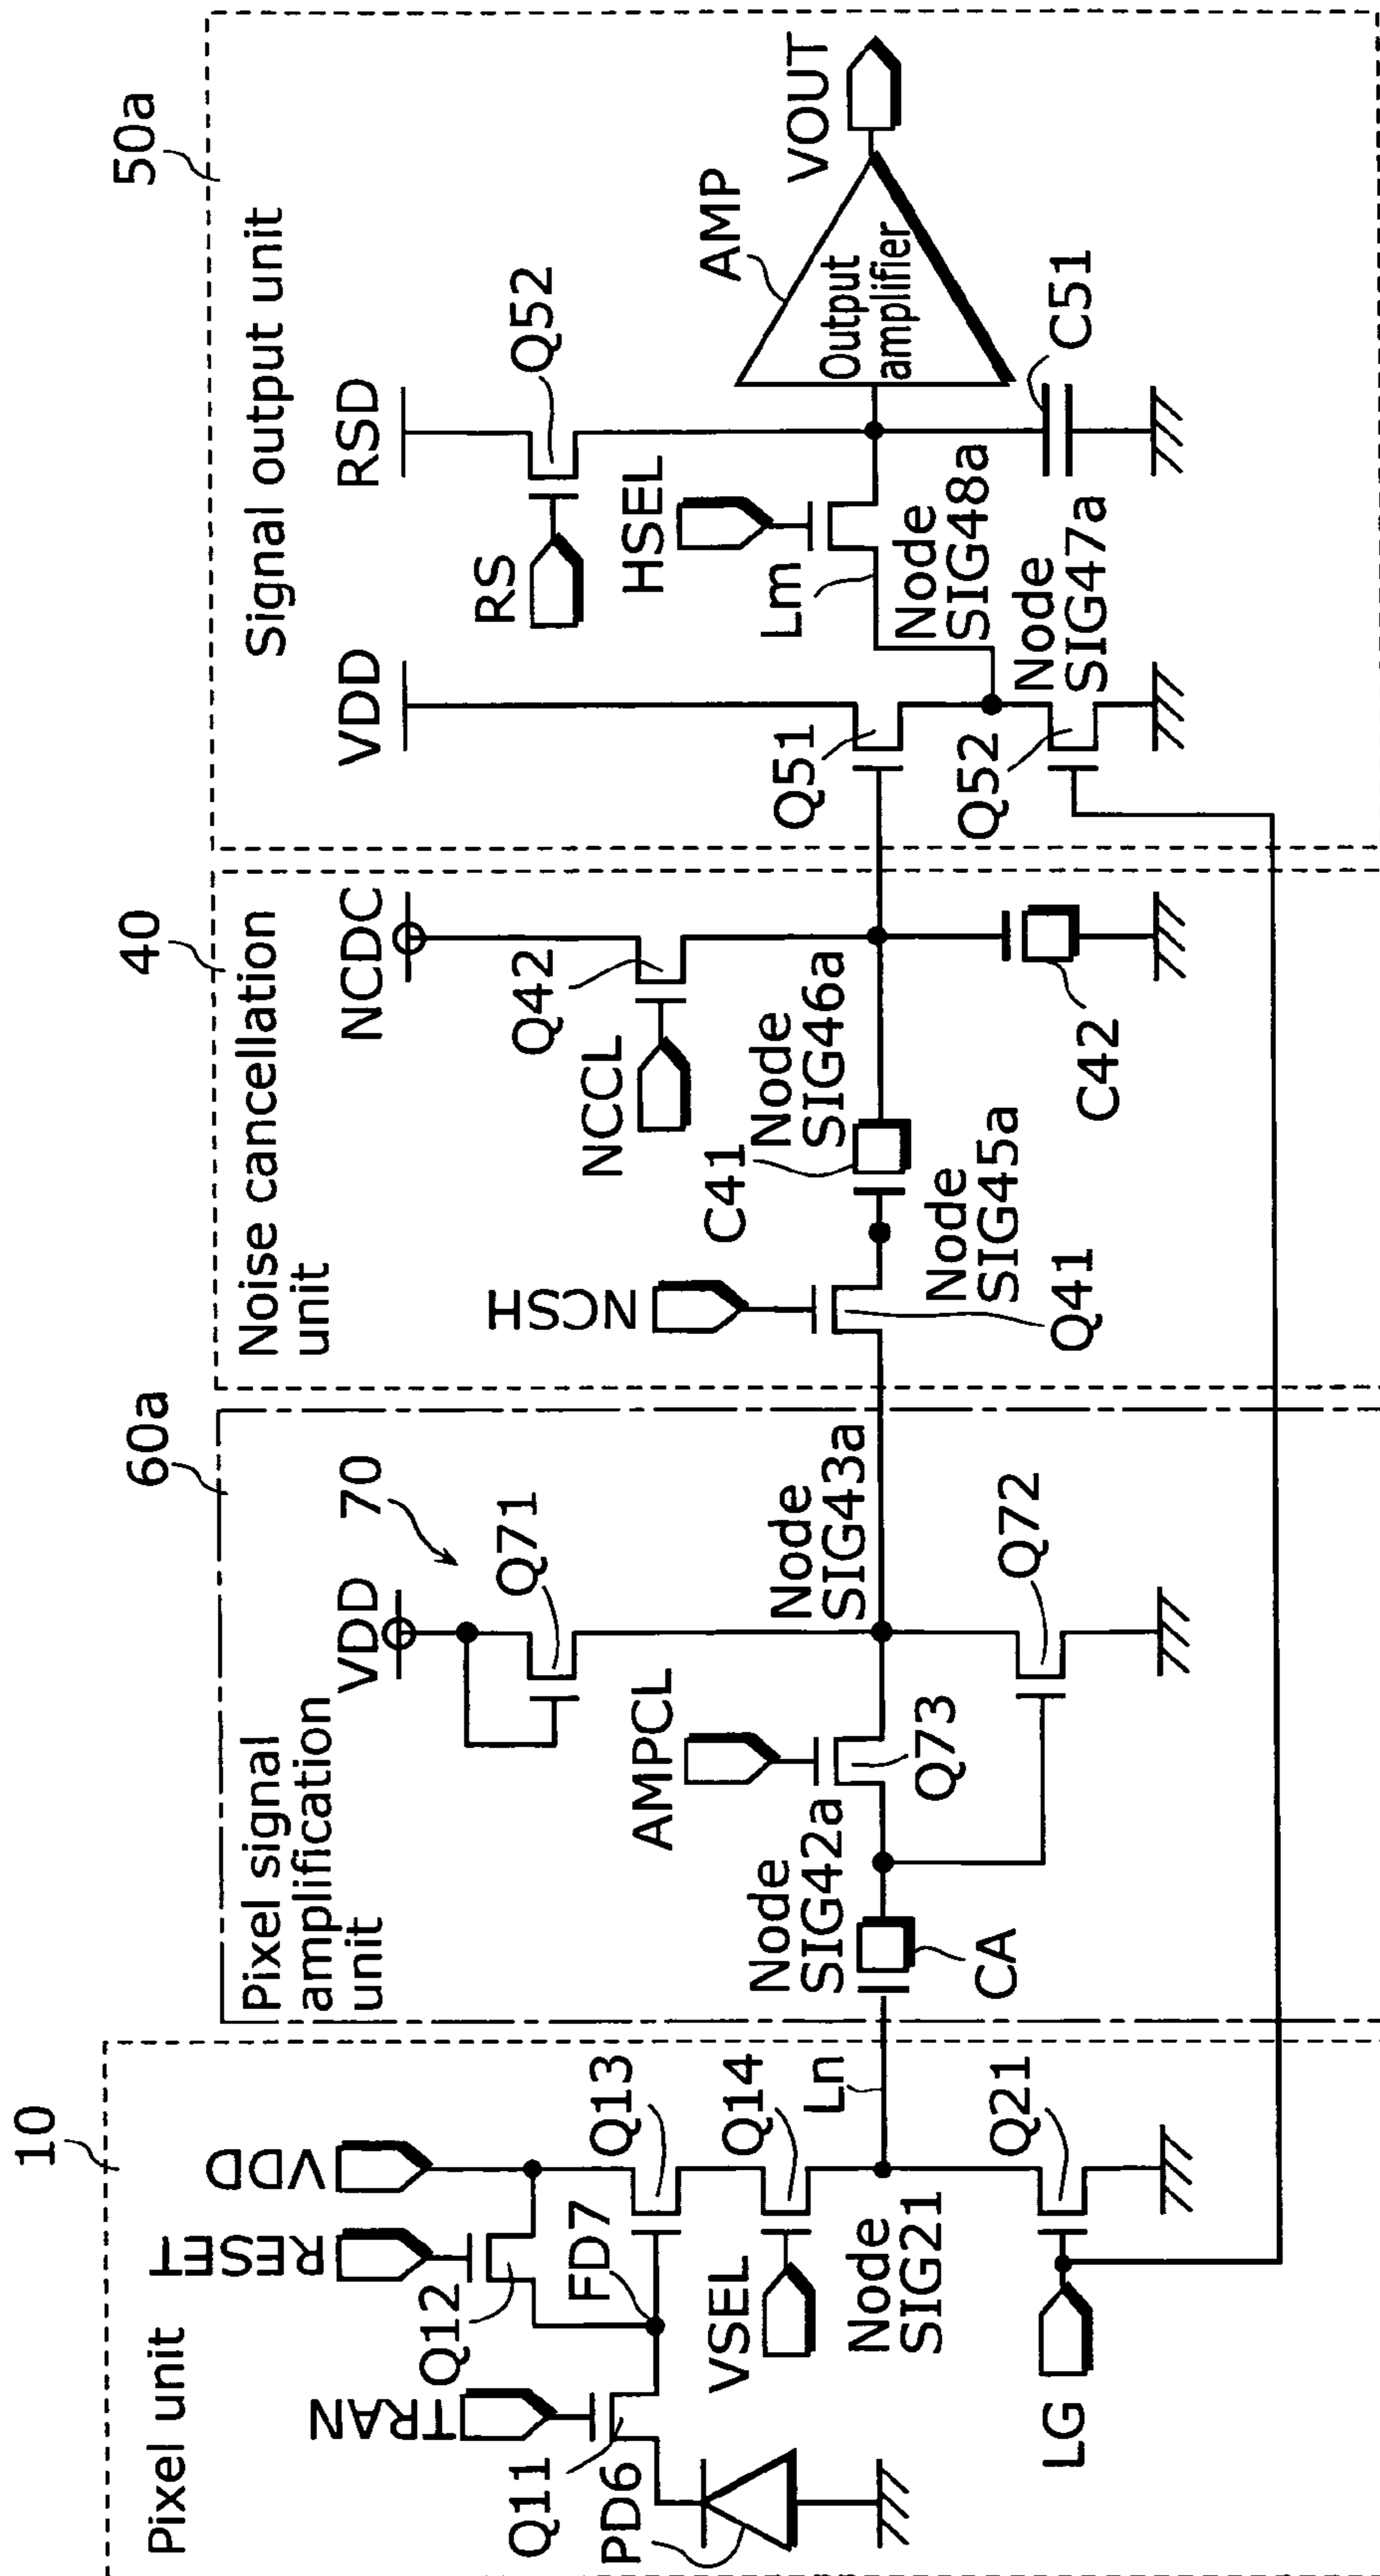 10
Pixel unit
VDD
RESET
TRAN
Q12
Q11
PD6
FD7
Q13
VSEL
Q14
Node
SIG21
Ln
Q21
LG
60a
Pixel signal
amplification
unit
VDD
70
Q71
AMPCL
Node
SIG42a
CA
Q73
Node
SIG43a
Q72
40
Noise cancellation
unit
NCDC
Q42
NCCL
NCSH
C41
Node
SIG46a
Node
SIG45a
Q41
C42
50a
Signal output unit
VDD
RSD
Q52
RS
HSEL
Lm
Q51
Q52
Node
SIG48a
Node
SIG47a
AMP
Output
amplifier
VOUT
C51